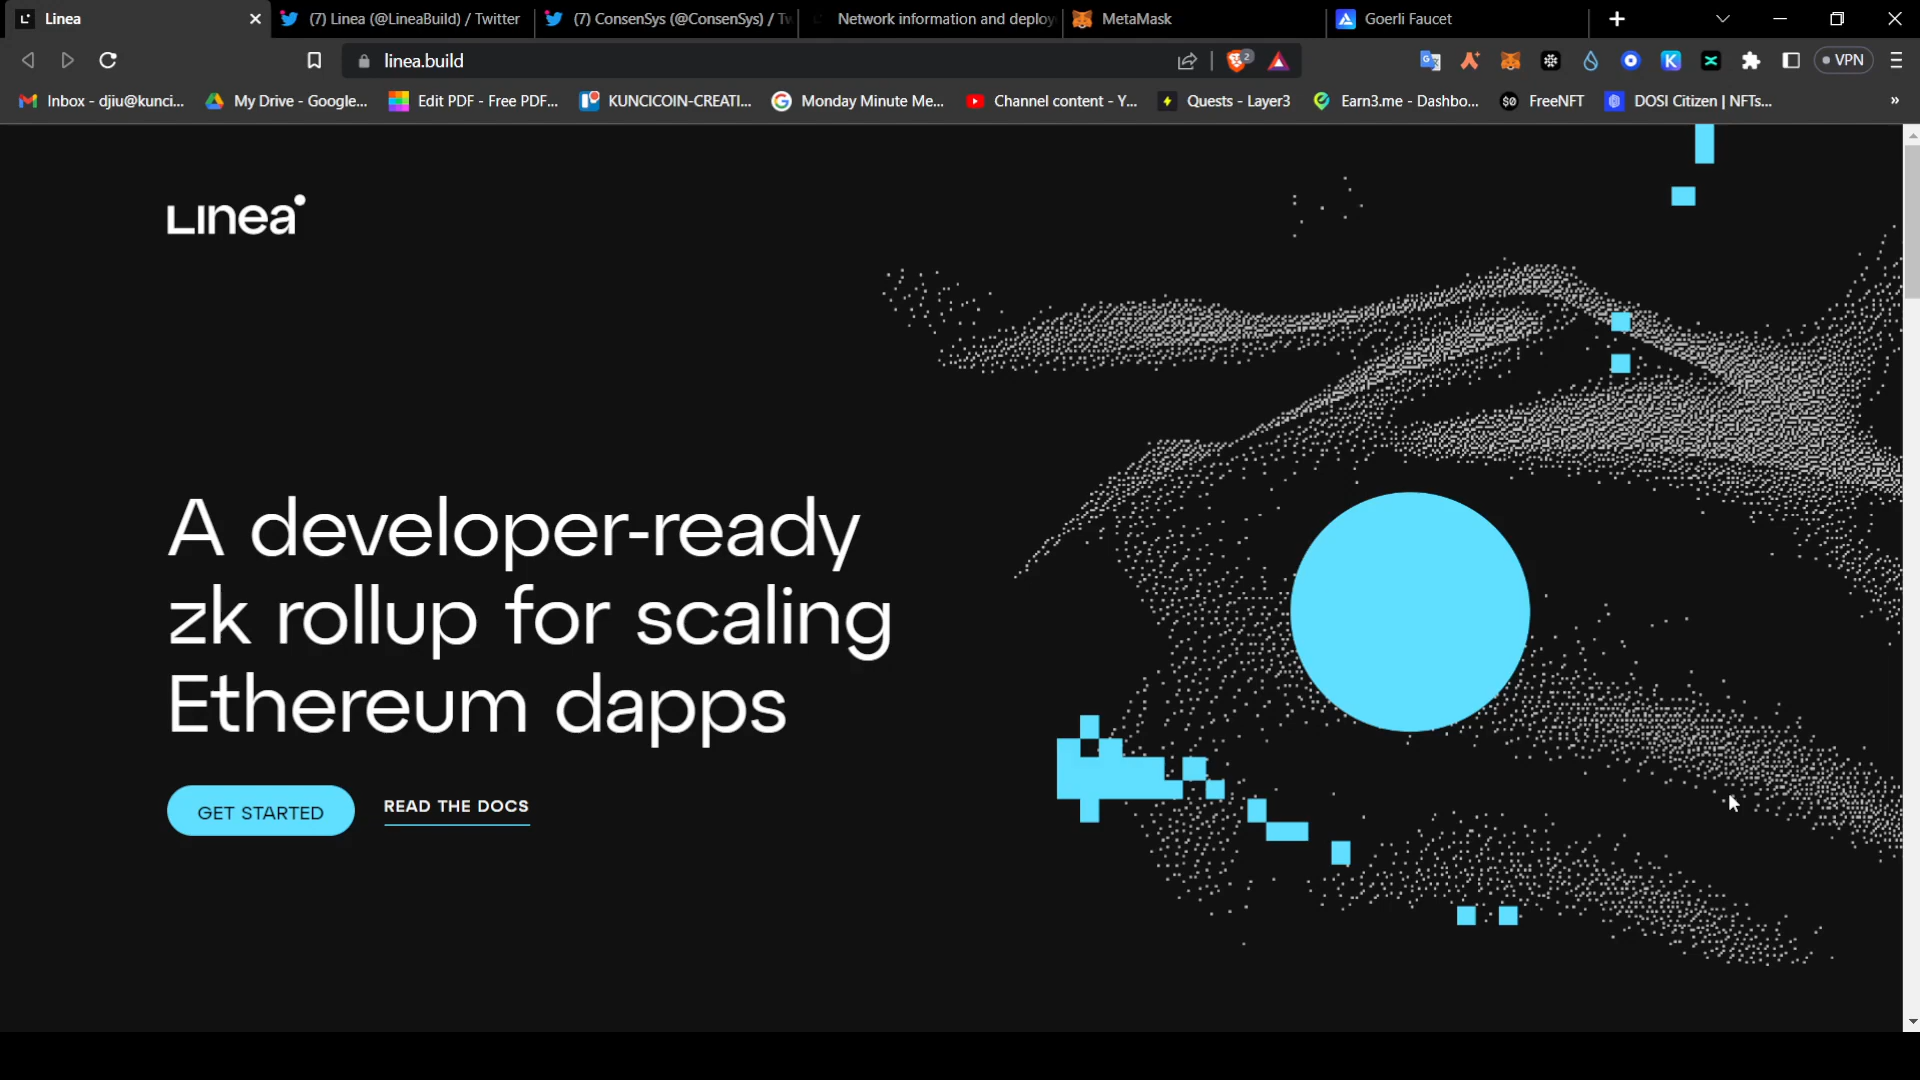 Linea
(7) Linea (@LineaBuild) / Twitter
(7) ConsenSys (@ConsenSys) / Tw
Network information and deploy
MetaMask
Goerli Faucet
linea.build
2
VPN
Inbox - djiu@kunci...
My Drive - Google...
Edit PDF - Free PDF...
KUNCICOIN-CREATI...
Monday Minute Me...
Channel content - Y...
Quests - Layer3
Earn3.me - Dashbo...
$0 FreeNFT
DOSI Citizen | NFTs...
»
Linea
A developer-ready
zk rollup for scaling
Ethereum dapps
GET STARTED
READ THE DOCS